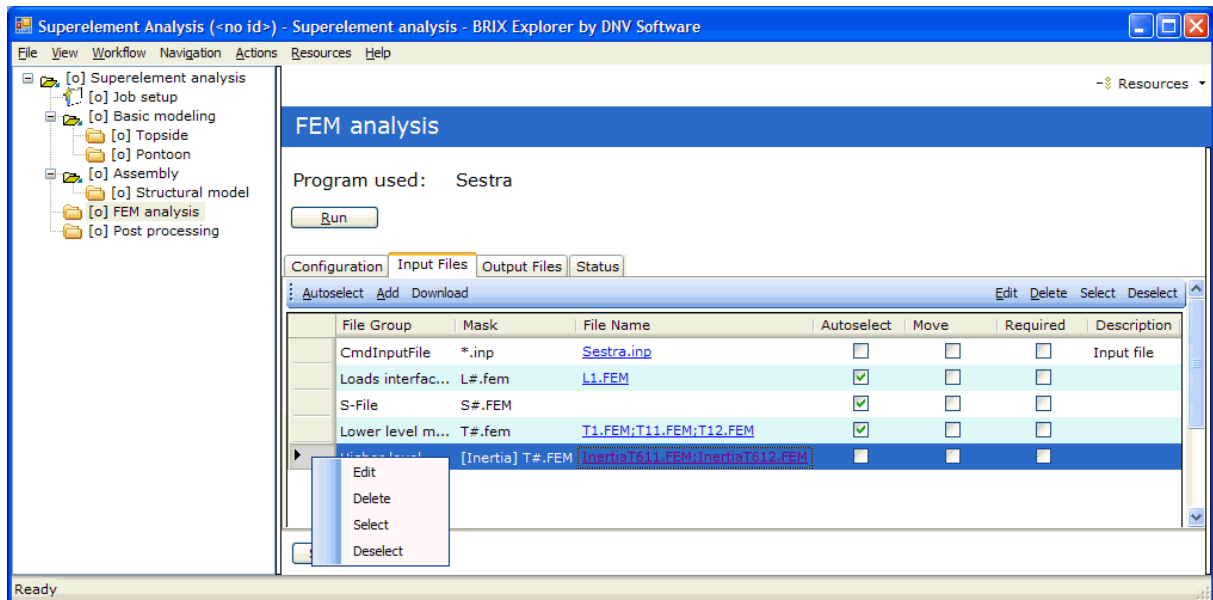 Superelement Analysis (<no id>) - Superelement analysis - BRIX Explorer by DNV Software
File View Workflow Navigation Actions Resources Help
[o] Superelement analysis
[o] Job setup
[o] Basic modeling
[o] Topside
[o] Pontoon
[o] Assembly
[o] Structural model
[o] FEM analysis
[o] Post processing
Resources
FEM analysis
Program used: Sestra
Run
Configuration Input Files Output Files Status
Autoselect Add Download Edit Delete Select Deselect
File Group Mask File Name Autoselect Move Required Description
CmdInputFile *.inp Sestra.inp Input file
Loads interfac... L#.fem L1.FEM
S-File S#.FEM
Lower level m... T#.fem T1.FEM;T11.FEM;T12.FEM
Higher level [Inertia] T#.FEM InertiaT611.FEM;InertiaT612.FEM
Edit
Delete
Select
Deselect
Ready